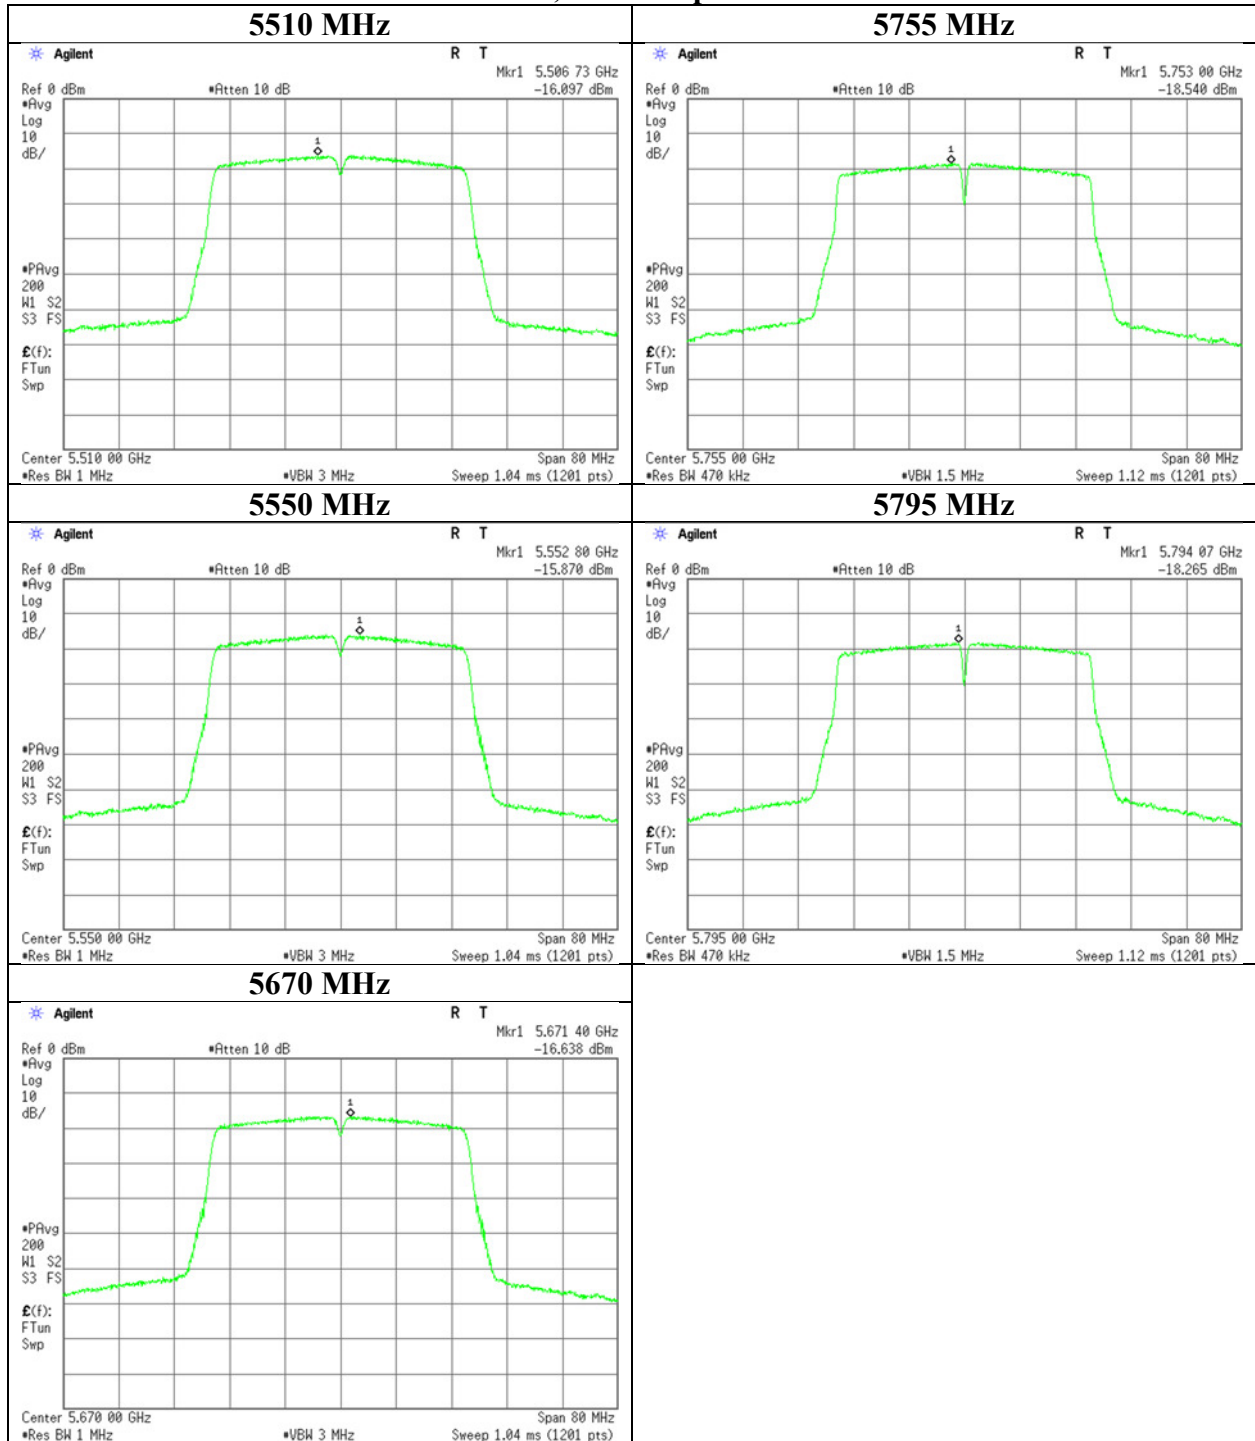 5510 MHz
Agilent
R T
Mkr1 5.506 73 GHz
Ref 0 dBm
#Atten 10 dB
-16.097 dBm
#Avg
Log
10
dB/
1
#PAvg
200
W1 S2
S3 FS
£(f):
FTun
Swp
Center 5.510 00 GHz
Span 80 MHz
#Res BW 1 MHz
#VBW 3 MHz
Sweep 1.04 ms (1201 pts)
5755 MHz
Agilent
R T
Mkr1 5.753 00 GHz
Ref 0 dBm
#Atten 10 dB
-18.540 dBm
#Avg
Log
10
dB/
1
#PAvg
200
W1 S2
S3 FS
£(f):
FTun
Swp
Center 5.755 00 GHz
Span 80 MHz
#Res BW 470 kHz
#VBW 1.5 MHz
Sweep 1.12 ms (1201 pts)
5550 MHz
Agilent
R T
Mkr1 5.552 80 GHz
Ref 0 dBm
#Atten 10 dB
-15.870 dBm
#Avg
Log
10
dB/
1
#PAvg
200
W1 S2
S3 FS
£(f):
FTun
Swp
Center 5.550 00 GHz
Span 80 MHz
#Res BW 1 MHz
#VBW 3 MHz
Sweep 1.04 ms (1201 pts)
5795 MHz
Agilent
R T
Mkr1 5.794 07 GHz
Ref 0 dBm
#Atten 10 dB
-18.265 dBm
#Avg
Log
10
dB/
1
#PAvg
200
W1 S2
S3 FS
£(f):
FTun
Swp
Center 5.795 00 GHz
Span 80 MHz
#Res BW 470 kHz
#VBW 1.5 MHz
Sweep 1.12 ms (1201 pts)
5670 MHz
Agilent
R T
Mkr1 5.671 40 GHz
Ref 0 dBm
#Atten 10 dB
-16.638 dBm
#Avg
Log
10
dB/
1
#PAvg
200
W1 S2
S3 FS
£(f):
FTun
Swp
Center 5.670 00 GHz
Span 80 MHz
#Res BW 1 MHz
#VBW 3 MHz
Sweep 1.04 ms (1201 pts)